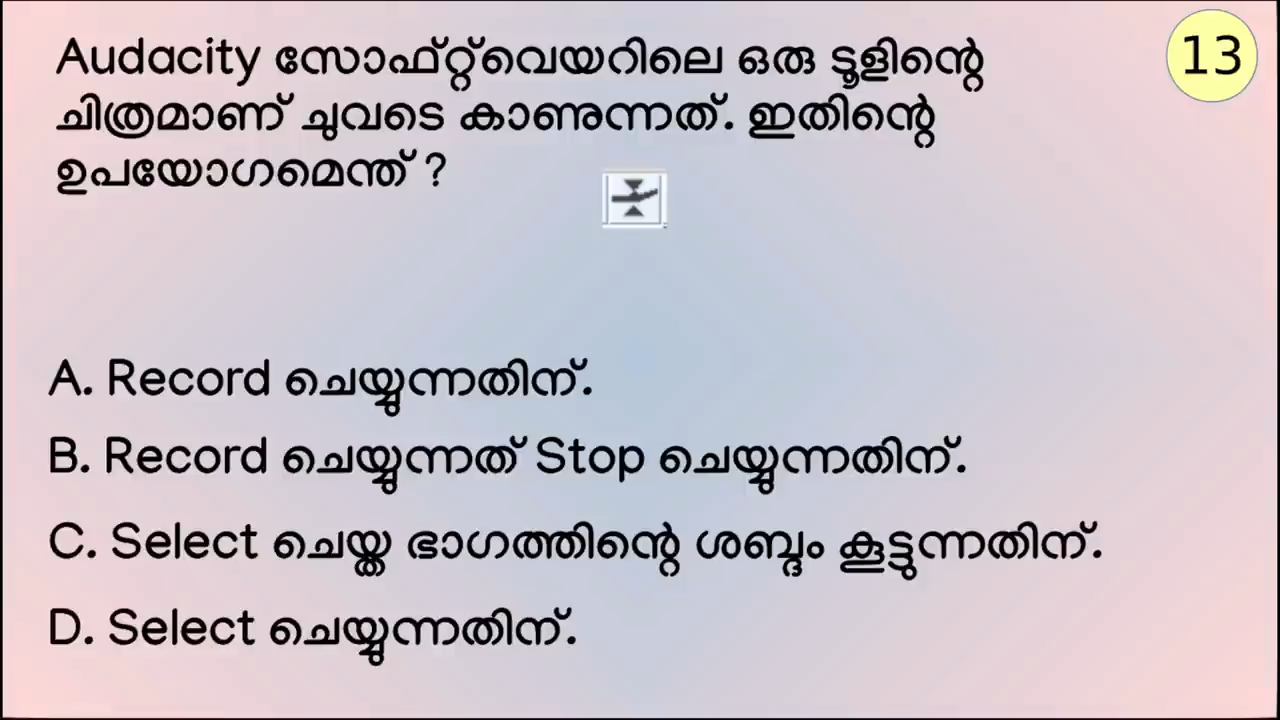 13
Audacity സോഫ്റ്റ്‌വെയറിലെ ഒരു ടൂളിന്റെ
ചിത്രമാണ് ചുവടെ കാണുന്നത്. ഇതിന്റെ
ഉപയോഗമെന്ത് ?
A. Record ചെയ്യുന്നതിന്.
B. Record ചെയ്യുന്നത് Stop ചെയ്യുന്നതിന്.
C. Select ചെയ്ത ഭാഗത്തിന്റെ ശബ്ദം കൂട്ടുന്നതിന്.
D. Select ചെയ്യുന്നതിന്.